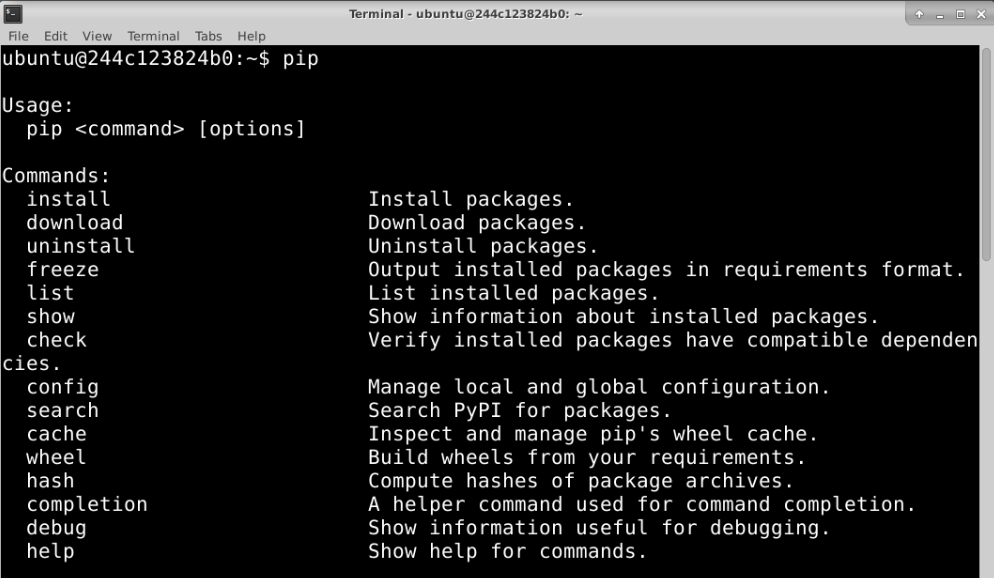 Terminal - ubuntu@244c123824b0: ~
File Edit View Terminal Tabs Help
ubuntu@244c123824b0:~$ pip
Usage:
pip <command> [options]
Commands:
install Install packages.
download Download packages.
uninstall Uninstall packages.
freeze Output installed packages in requirements format.
list List installed packages.
show Show information about installed packages.
check Verify installed packages have compatible dependen
cies.
config Manage local and global configuration.
search Search PyPI for packages.
cache Inspect and manage pip's wheel cache.
wheel Build wheels from your requirements.
hash Compute hashes of package archives.
completion A helper command used for command completion.
debug Show information useful for debugging.
help Show help for commands.